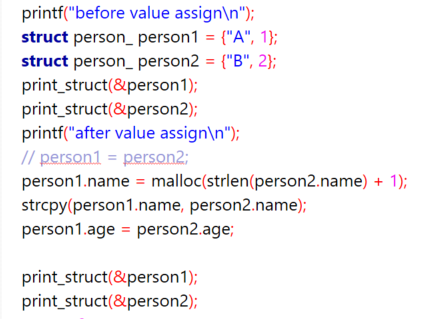 printf("before value assign\n");
struct person_ person1 = {"A", 1};
struct person_ person2 = {"B", 2};
print_struct(&person1);
print_struct(&person2);
printf("after value assign\n");
// person1 = person2;
person1.name = malloc(strlen(person2.name) + 1);
strcpy(person1.name, person2.name);
person1.age = person2.age;
print_struct(&person1);
print_struct(&person2);